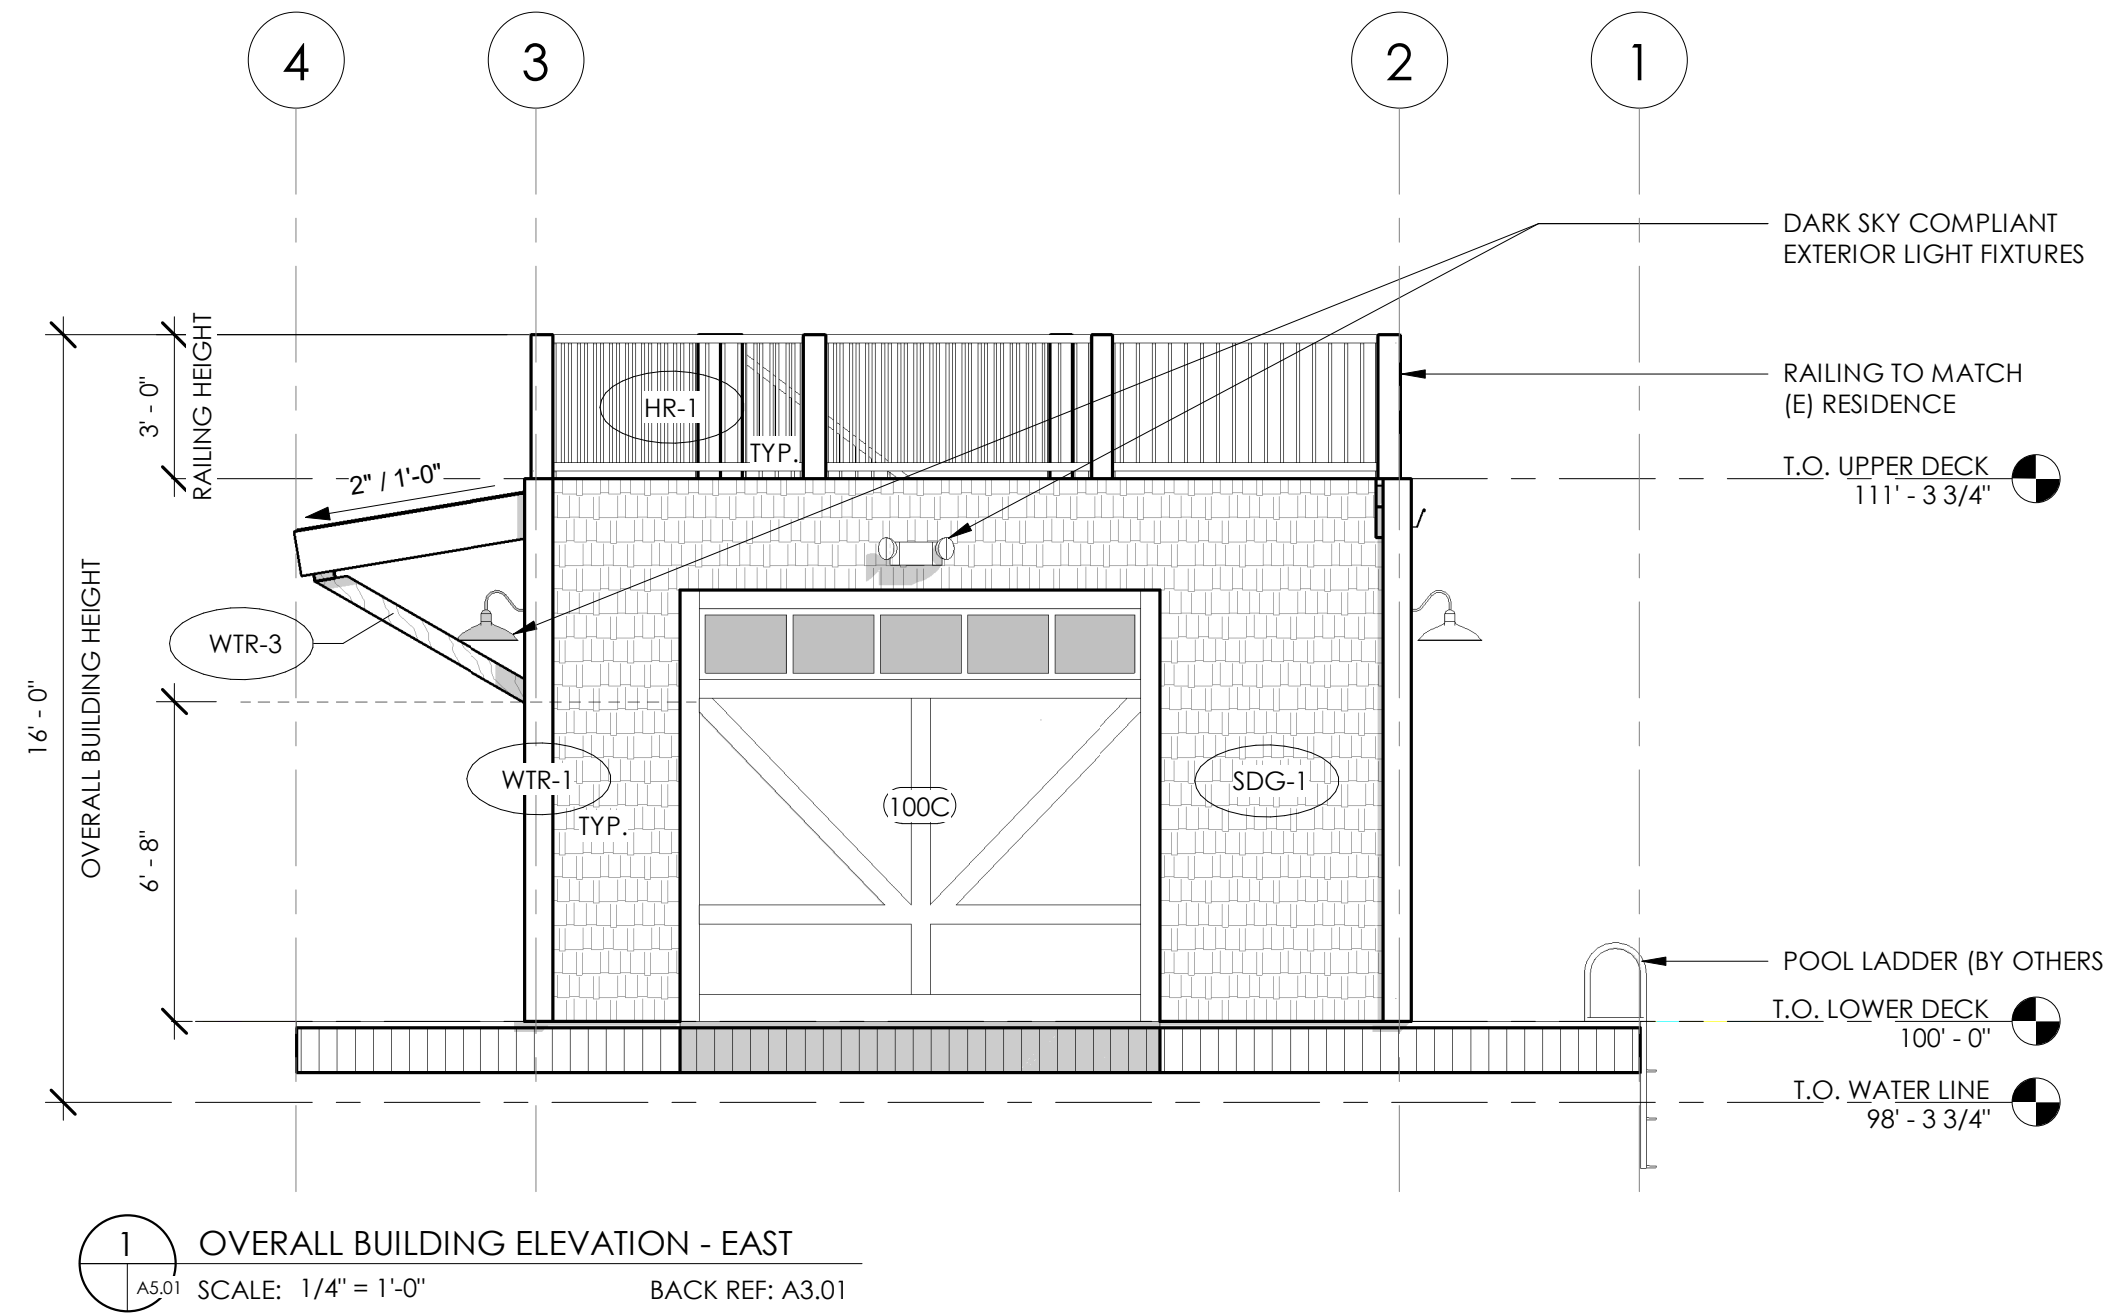 4
3
2
1
DARK SKY COMPLIANT
EXTERIOR LIGHT FIXTURES
3' - 0"
RAILING HEIGHT
RAILING TO MATCH
(E) RESIDENCE
HR-1
TYP.
T.O. UPPER DECK
111' - 3 3/4"
2" / 1'-0"
16' - 0"
OVERALL BUILDING HEIGHT
WTR-3
6' - 8"
WTR-1
TYP.
100C
SDG-1
POOL LADDER (BY OTHERS
T.O. LOWER DECK
100' - 0"
T.O. WATER LINE
98' - 3 3/4"
1
A5.01
OVERALL BUILDING ELEVATION - EAST
SCALE: 1/4" = 1'-0"
BACK REF: A3.01